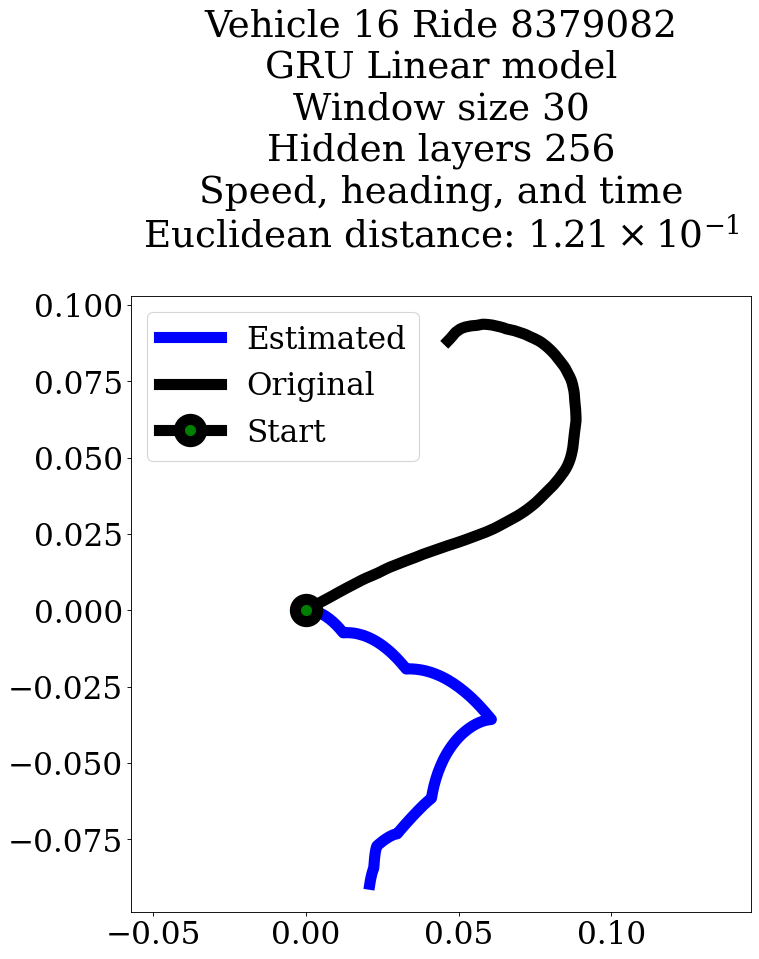 Vehicle 16 Ride 8379082
GRU Linear model
Window size 30
Hidden layers 256
Speed, heading, and time
Euclidean distance: 1.21 × 10⁻¹
0.100
0.075
0.050
0.025
0.000
−0.025
−0.050
−0.075
Estimated
Original
Start
−0.05
0.00
0.05
0.10